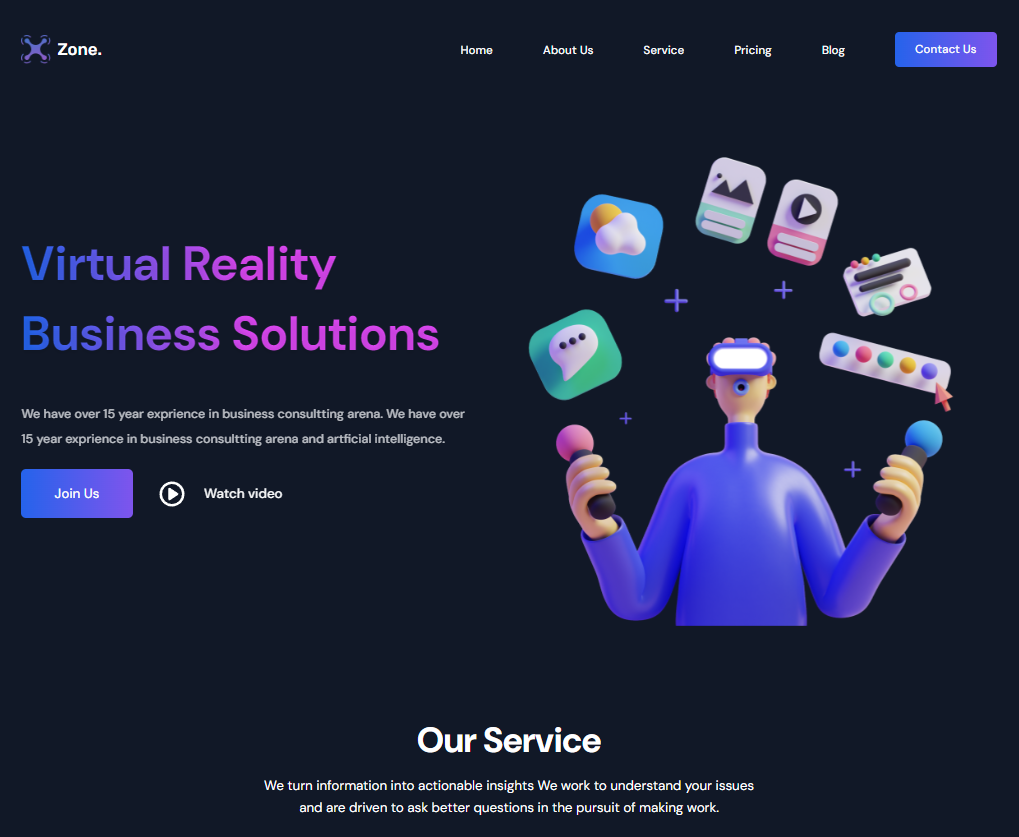 Zone.
Home
About Us
Service
Pricing
Blog
Contact Us
Virtual Reality
Business Solutions
We have over 15 year exprience in business consultting arena. We have over
15 year exprience in business consultting arena and artficial intelligence.
Join Us
Watch video
Our Service
We turn information into actionable insights We work to understand your issues
and are driven to ask better questions in the pursuit of making work.